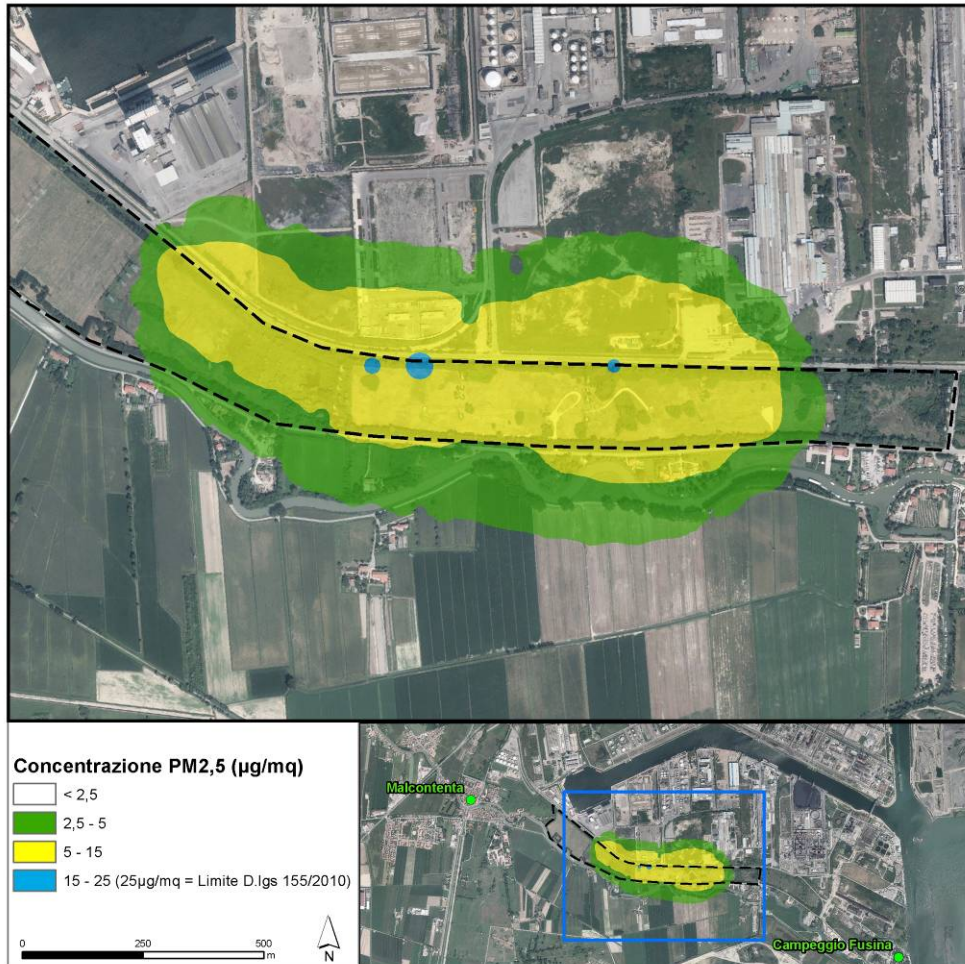 Concentrazione PM2,5 (µg/mq)
< 2,5
2,5 - 5
5 - 15
15 - 25 (25µg/mq = Limite D.lgs 155/2010)
0 250 500
m
N
Malcontenta
Campeggio Fusina